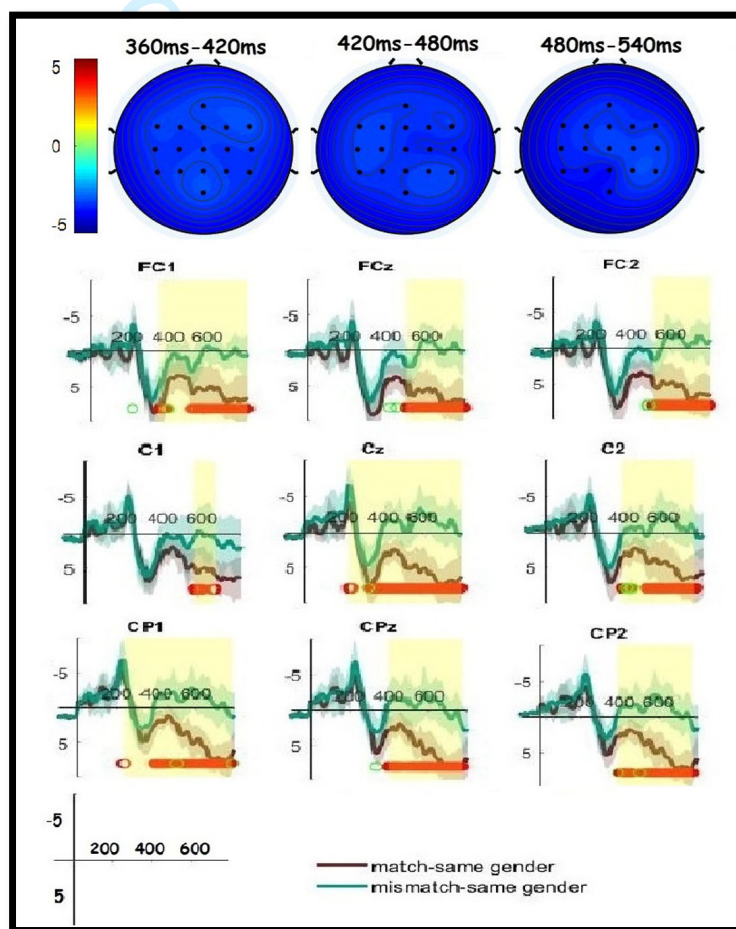 360ms-420ms 420ms-480ms 480ms-540ms
5
0
-5
FC1 FCz FC2
-5 200 400 600 -5 200 400 600 -5 200 400 600
5 5 5
C1 Cz C2
-5 200 400 600 -5 200 400 600 -5 200 400 600
5 5 5
CP1 CPz CP2
-5 200 400 600 -5 200 400 600 -5 200 400 600
5 5 5
-5
200 400 600
5
match-same gender
mismatch-same gender